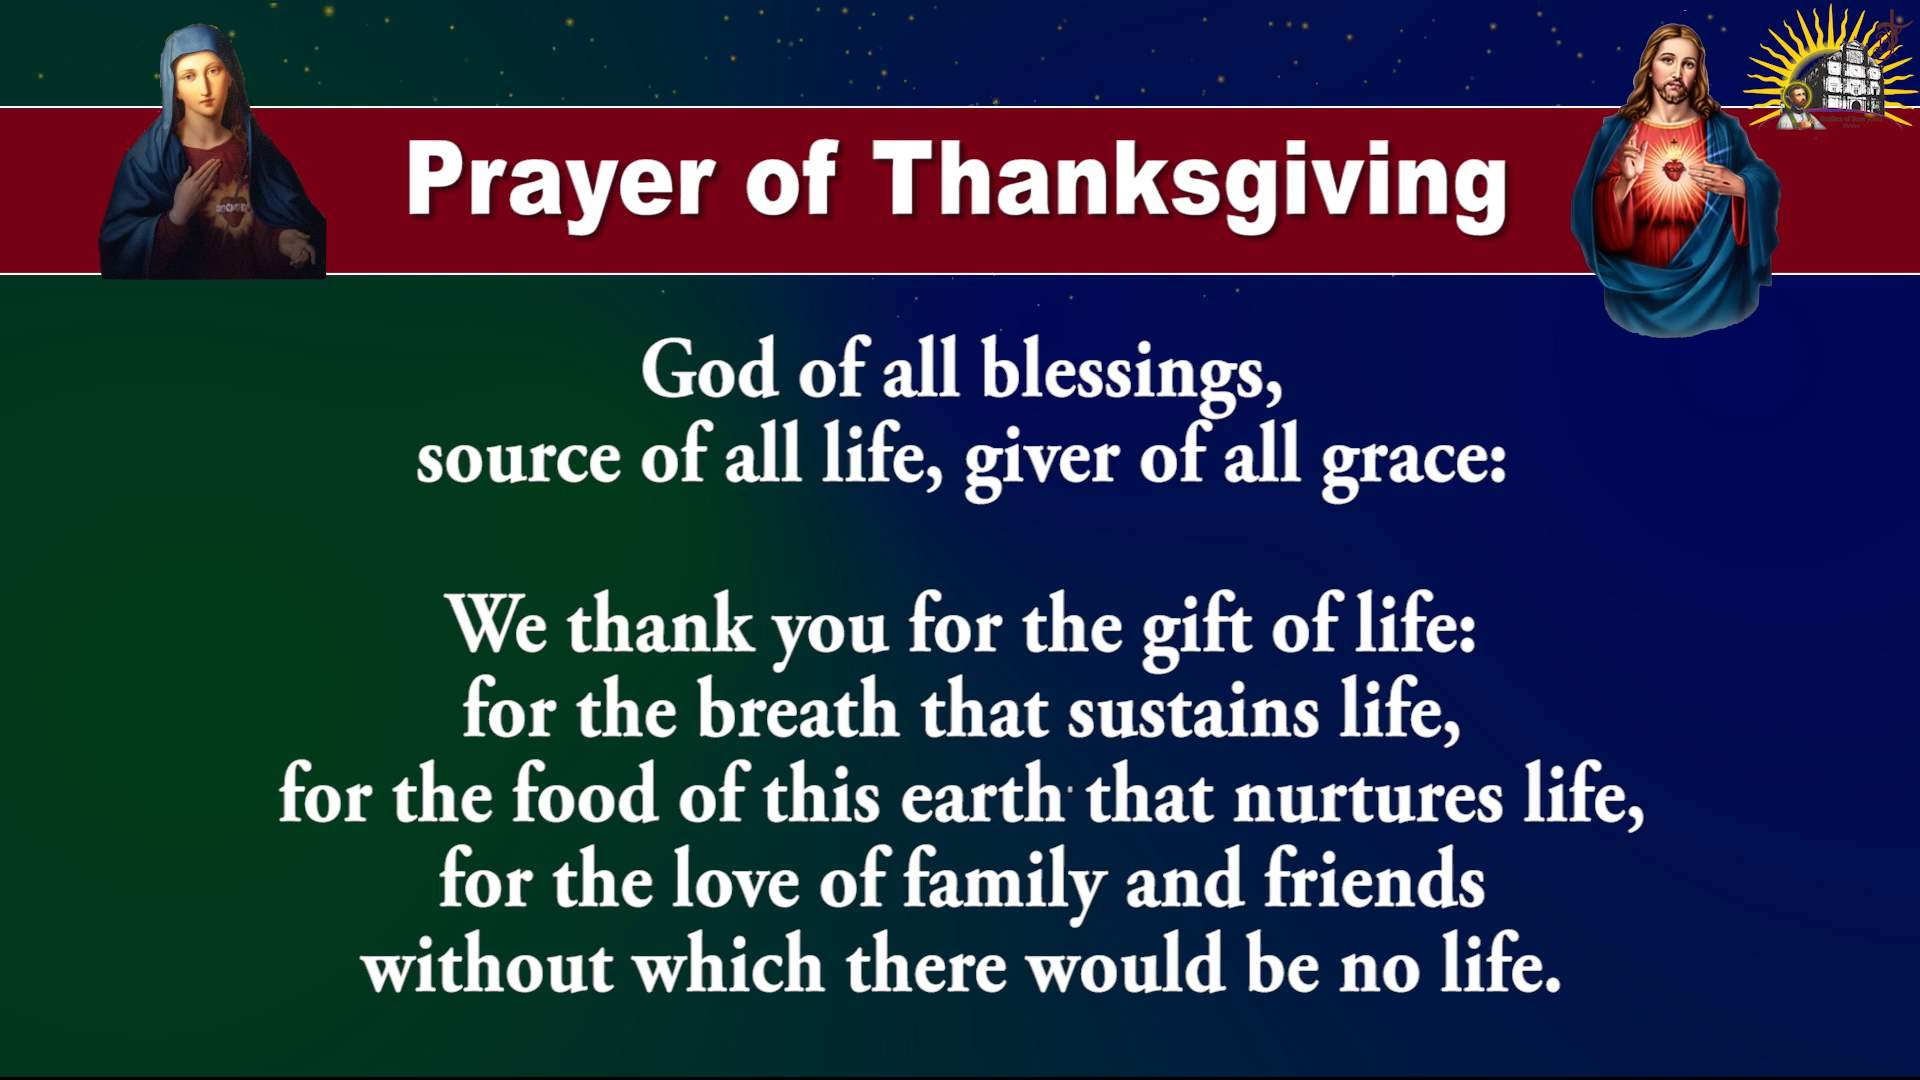 Prayer of Thanksgiving
God of all blessings,
source of all life, giver of all grace:
We thank you for the gift of life:
for the breath that sustains life,
for the food of this earth that nurtures life,
for the love of family and friends
without which there would be no life.